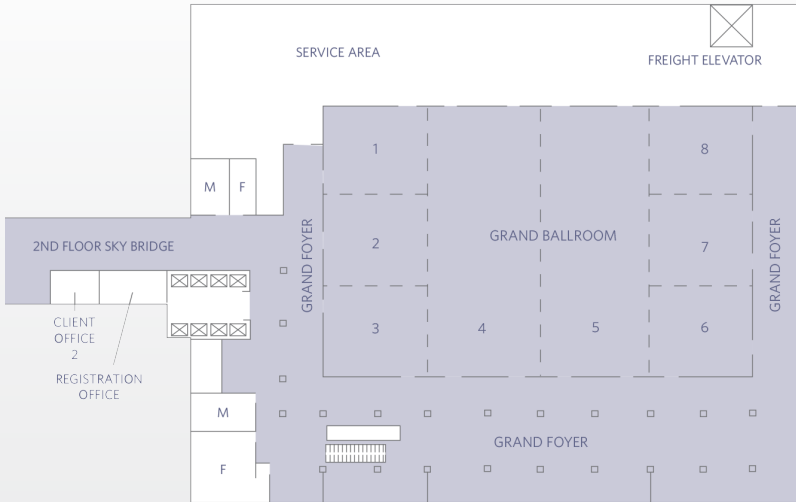 SERVICE AREA
FREIGHT ELEVATOR
1
8
M
F
2ND FLOOR SKY BRIDGE
GRAND FOYER
2
GRAND BALLROOM
7
GRAND FOYER
CLIENT
OFFICE
2
REGISTRATION
OFFICE
3
4
5
6
M
F
GRAND FOYER